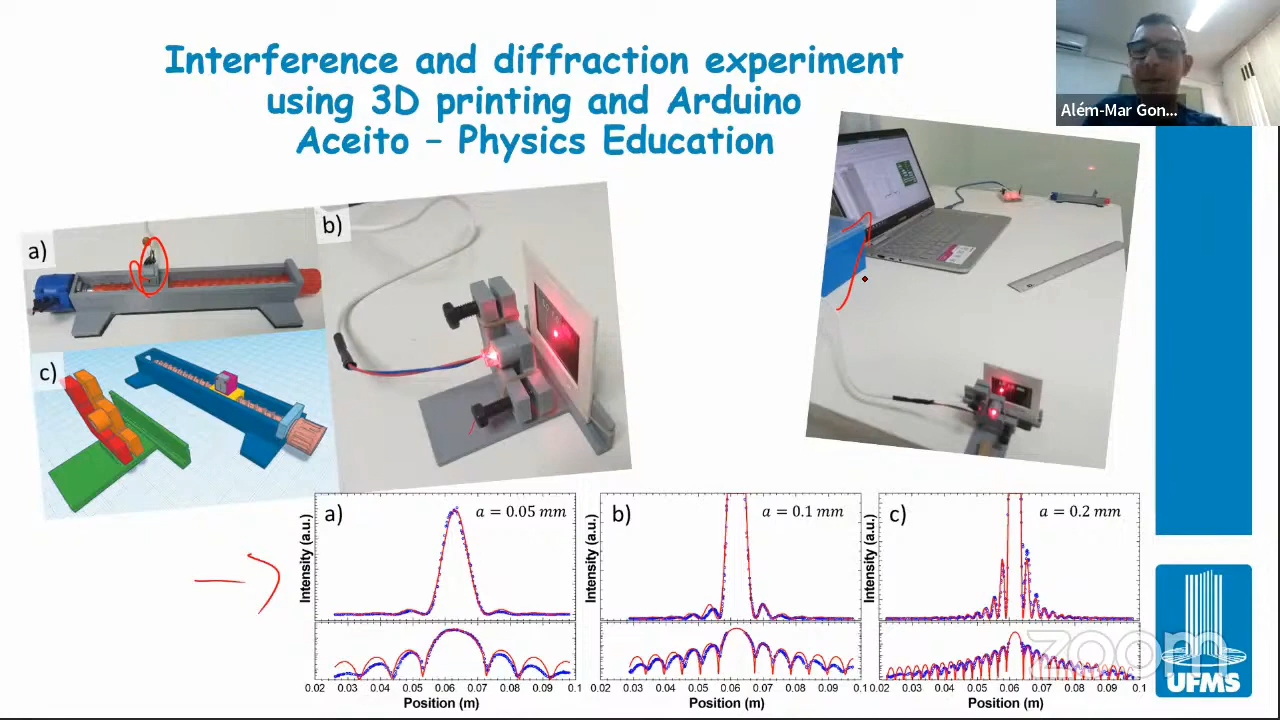 Interference and diffraction experiment
using 3D printing and Arduino
Aceito – Physics Education
Além-Mar Gon...
a)
b)
c)
a)
a = 0.05 mm
Intensity (a.u.)
0.02 0.03 0.04 0.05 0.06 0.07 0.08 0.09 0.1
Position (m)
b)
a = 0.1 mm
Intensity (a.u.)
0.03 0.04 0.05 0.06 0.07 0.08 0.09
Position (m)
c)
a = 0.2 mm
Intensity (a.u.)
0.02 0.03 0.04 0.05 0.06 0.07 0.08 0.09 0.1
Position (m)
zoom
UFMS